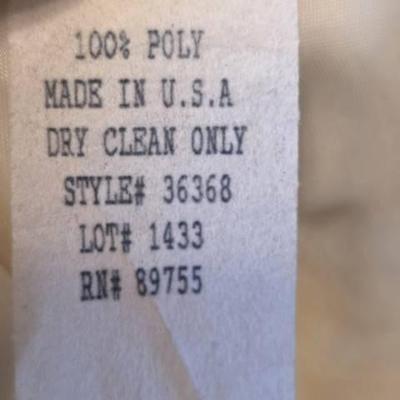 100% POLY
MADE IN U.S.A
DRY CLEAN ONLY
STYLE# 36368
LOT# 1433
RN# 89755